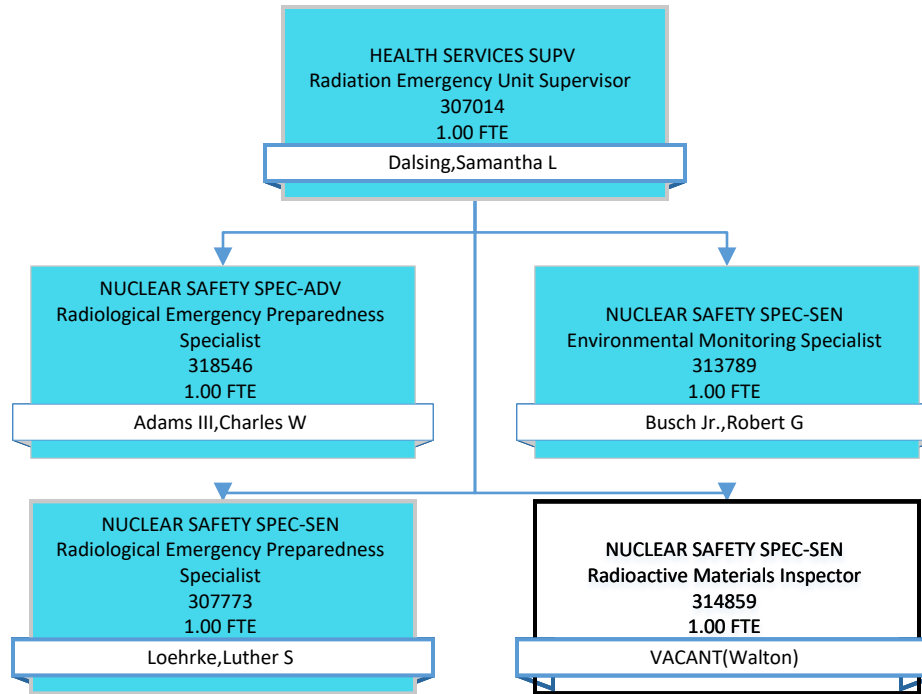 HEALTH SERVICES SUPV
Radiation Emergency Unit Supervisor
307014
1.00 FTE
Dalsing,Samantha L
NUCLEAR SAFETY SPEC-ADV
Radiological Emergency Preparedness
Specialist
318546
1.00 FTE
Adams III,Charles W
NUCLEAR SAFETY SPEC-SEN
Environmental Monitoring Specialist
313789
1.00 FTE
Busch Jr.,Robert G
NUCLEAR SAFETY SPEC-SEN
Radiological Emergency Preparedness
Specialist
307773
1.00 FTE
Loehrke,Luther S
NUCLEAR SAFETY SPEC-SEN
Radioactive Materials Inspector
314859
1.00 FTE
VACANT(Walton)